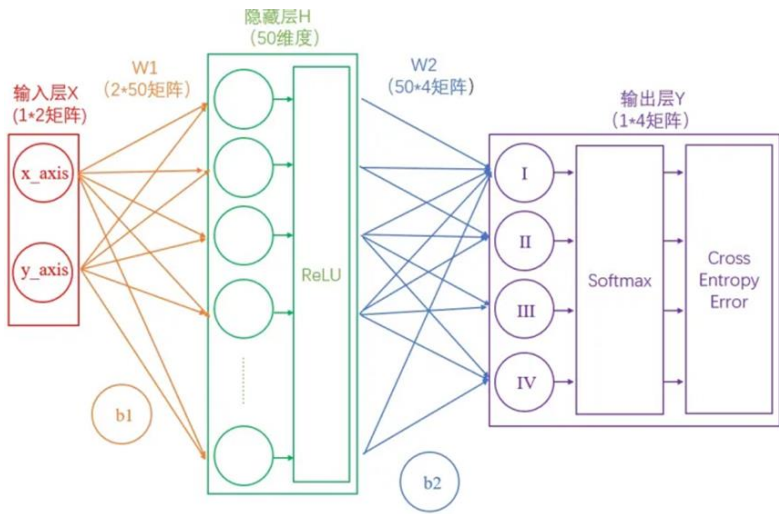 隐藏层H
（50维度）
W1
（2*50矩阵）
W2
（50*4矩阵）
输入层X
（1*2矩阵）
输出层Y
（1*4矩阵）
x_axis
y_axis
ReLU
I
II
III
IV
Softmax
Cross
Entropy
Error
b1
b2